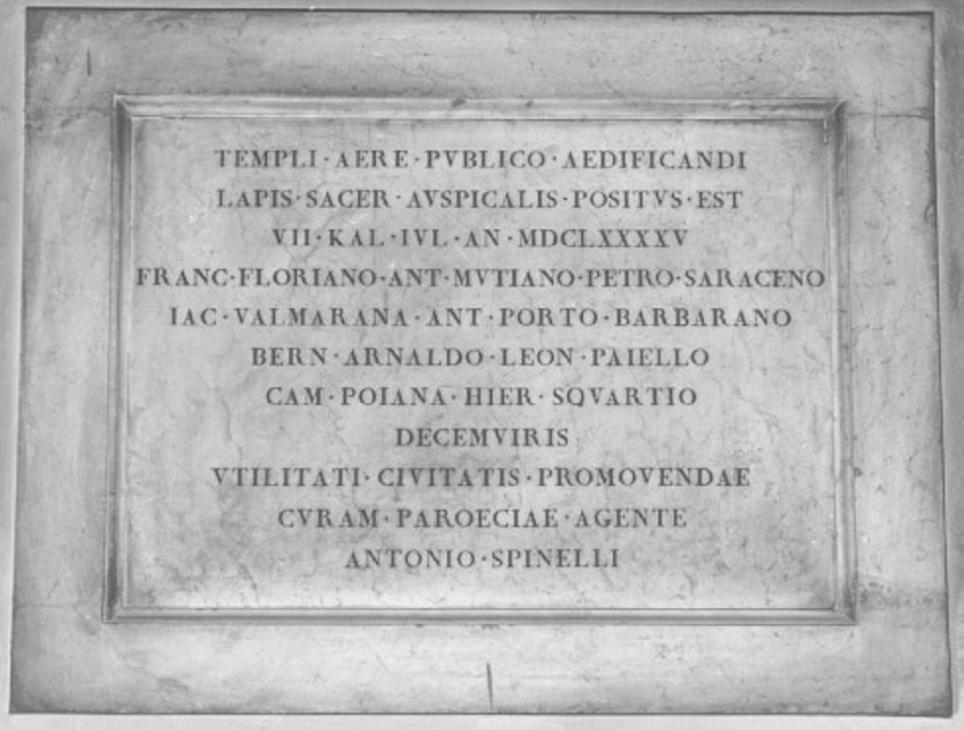 TEMPLI·AERE·PVBLICO·AEDIFICANDI
LAPIS·SACER·AVSPICALIS·POSITVS·EST
VII·KAL·IVL·AN·MDCLXXXXV
FRANC·FLORIANO·ANT·MVTIANO·PETRO·SARACENO
IAC·VALMARANA·ANT·PORTO·BARBARANO
BERN·ARNALDO·LEON·PAIELLO
CAM·POIANA·HIER·SQVARTIO
DECEMVIRIS
VTILITATI·CIVITATIS·PROMOVENDAE
CVRAM·PAROECIAE·AGENTE
ANTONIO·SPINELLI